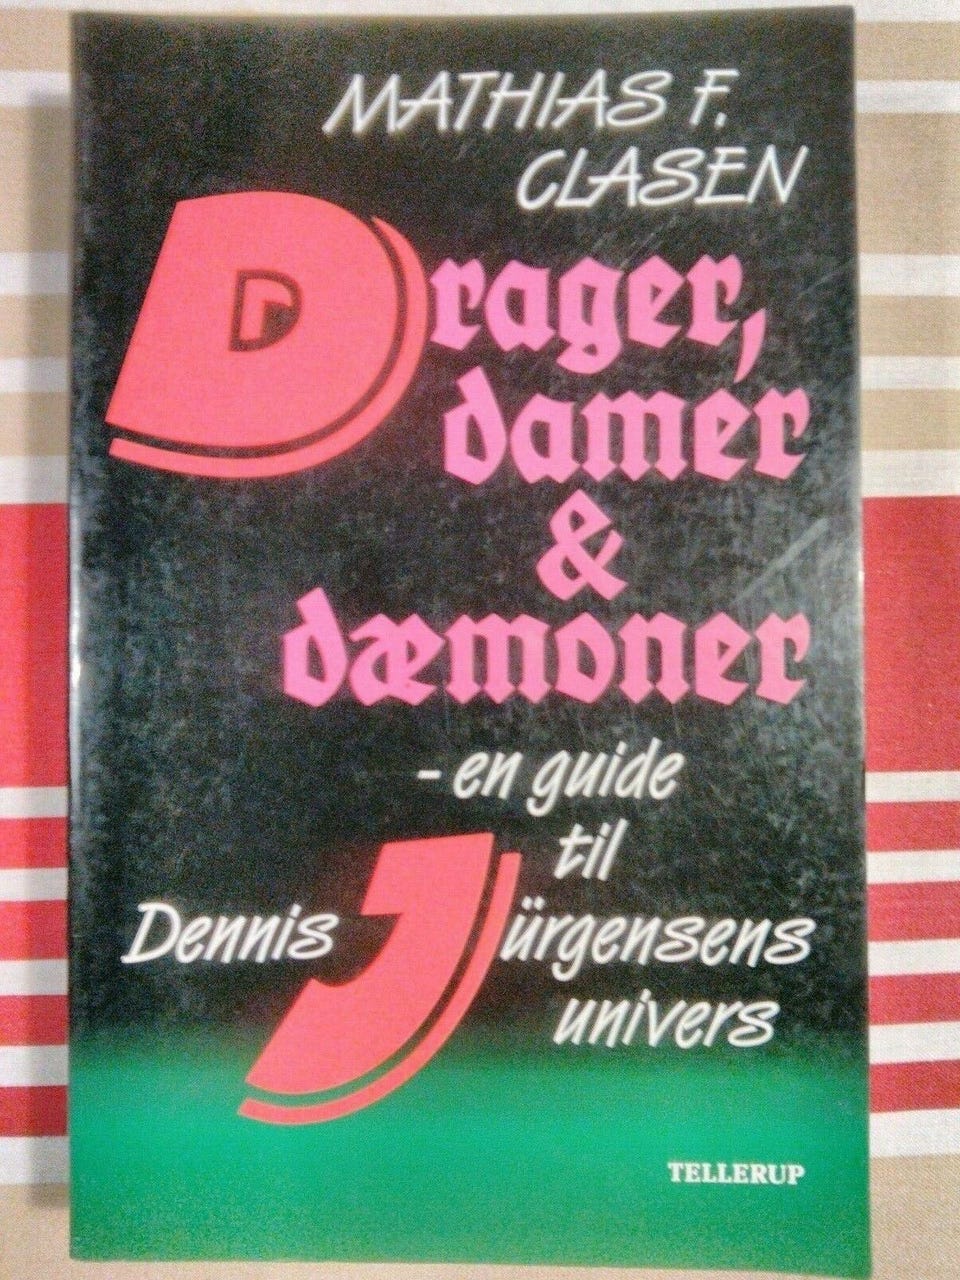 MATHIAS F.
CLASEN
Drager,
damer
&
dæmoner
- en guide
til
Dennis Jürgensens
univers
TELLERUP